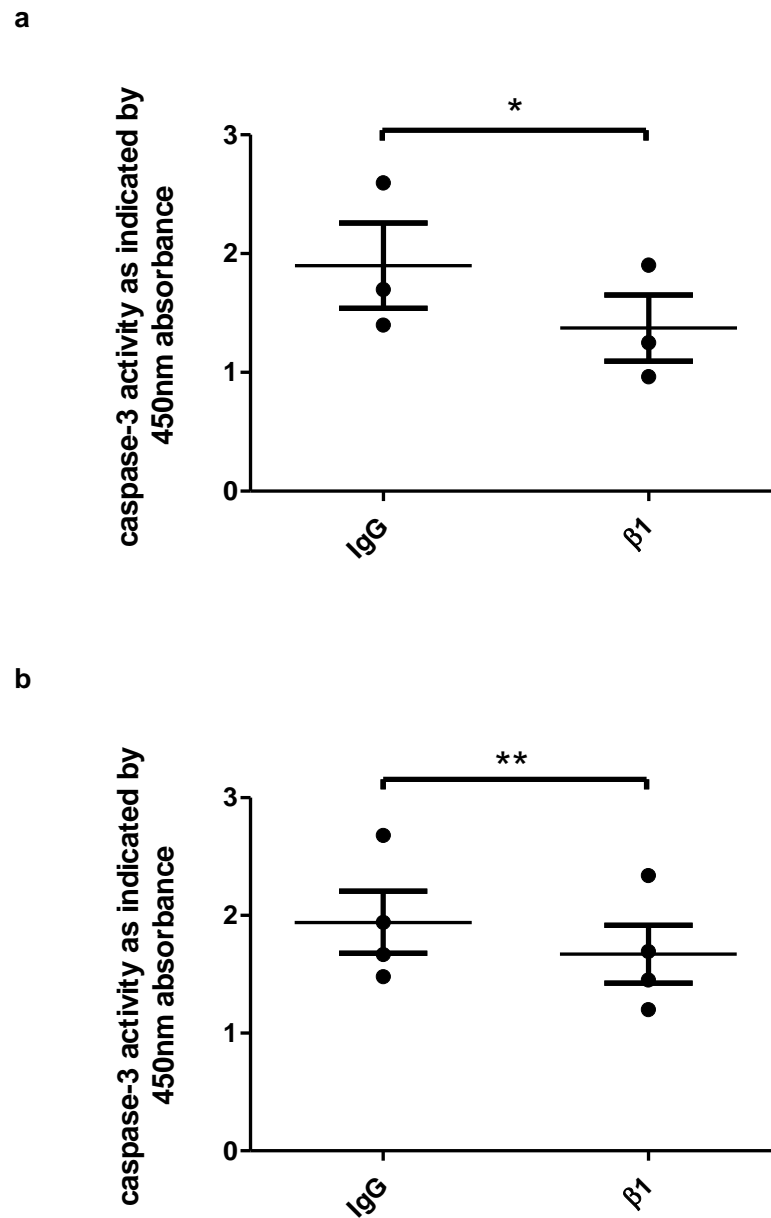 a
caspase-3 activity as indicated by
450nm absorbance
*
3
2
1
0
IgG
β1
b
caspase-3 activity as indicated by
450nm absorbance
**
3
2
1
0
IgG
β1